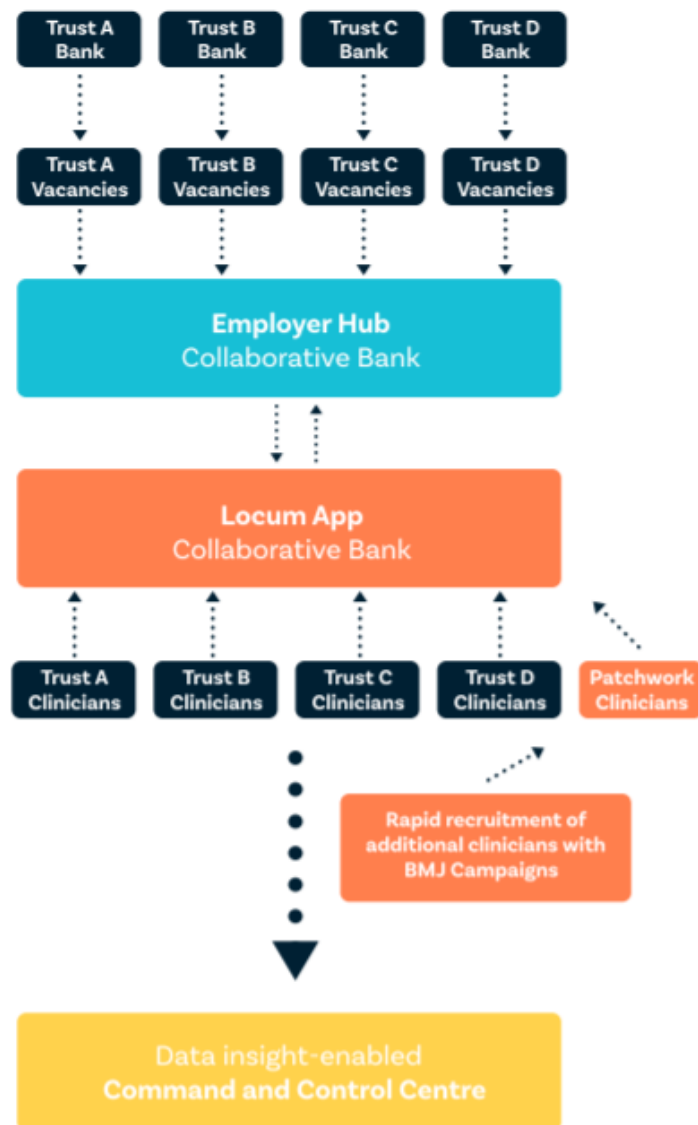 Trust A
Bank
Trust B
Bank
Trust C
Bank
Trust D
Bank
Trust A
Vacancies
Trust B
Vacancies
Trust C
Vacancies
Trust D
Vacancies
Employer Hub
Collaborative Bank
Locum App
Collaborative Bank
Trust A
Clinicians
Trust B
Clinicians
Trust C
Clinicians
Trust D
Clinicians
Patchwork
Clinicians
Rapid recruitment of
additional clinicians with
BMJ Campaigns
Data insight-enabled
Command and Control Centre